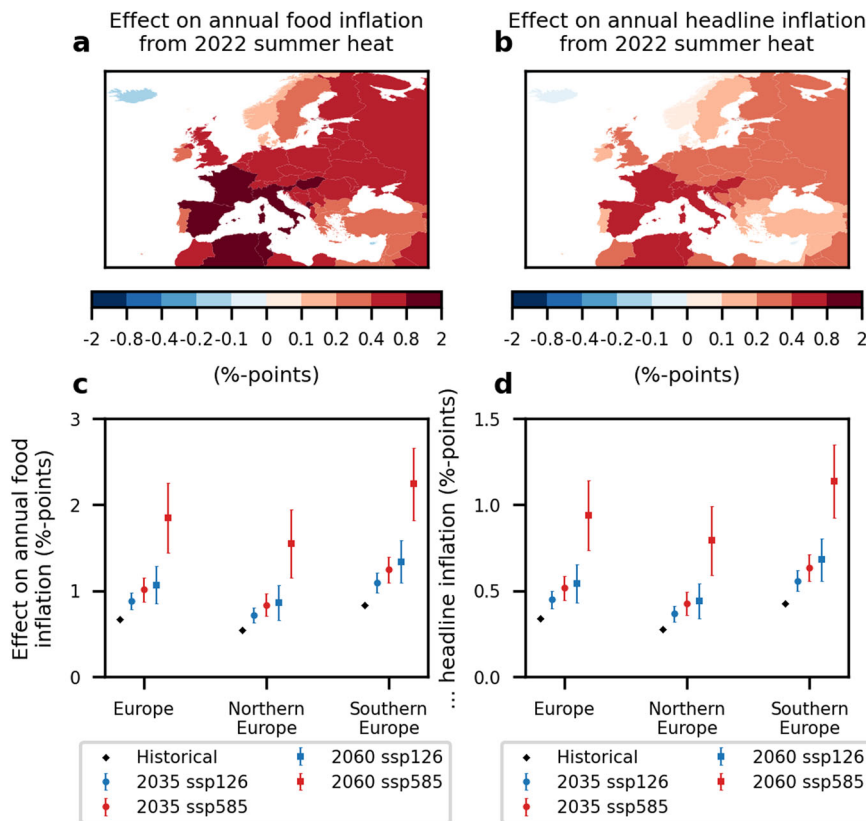 Effect on annual food inflation
from 2022 summer heat
a
Effect on annual headline inflation
from 2022 summer heat
b
-2 -0.8 -0.4 -0.2 -0.1 0 0.1 0.2 0.4 0.8 2
-2 -0.8 -0.4 -0.2 -0.1 0 0.1 0.2 0.4 0.8 2
(%-points)
(%-points)
c
Effect on annual food
inflation (%-points)
3
2
1
0
Europe
Northern
Europe
Southern
Europe
d
... headline inflation (%-points)
1.5
1.0
0.5
0.0
Europe
Northern
Europe
Southern
Europe
Historical
2035 ssp126
2035 ssp585
2060 ssp126
2060 ssp585
Historical
2035 ssp126
2035 ssp585
2060 ssp126
2060 ssp585